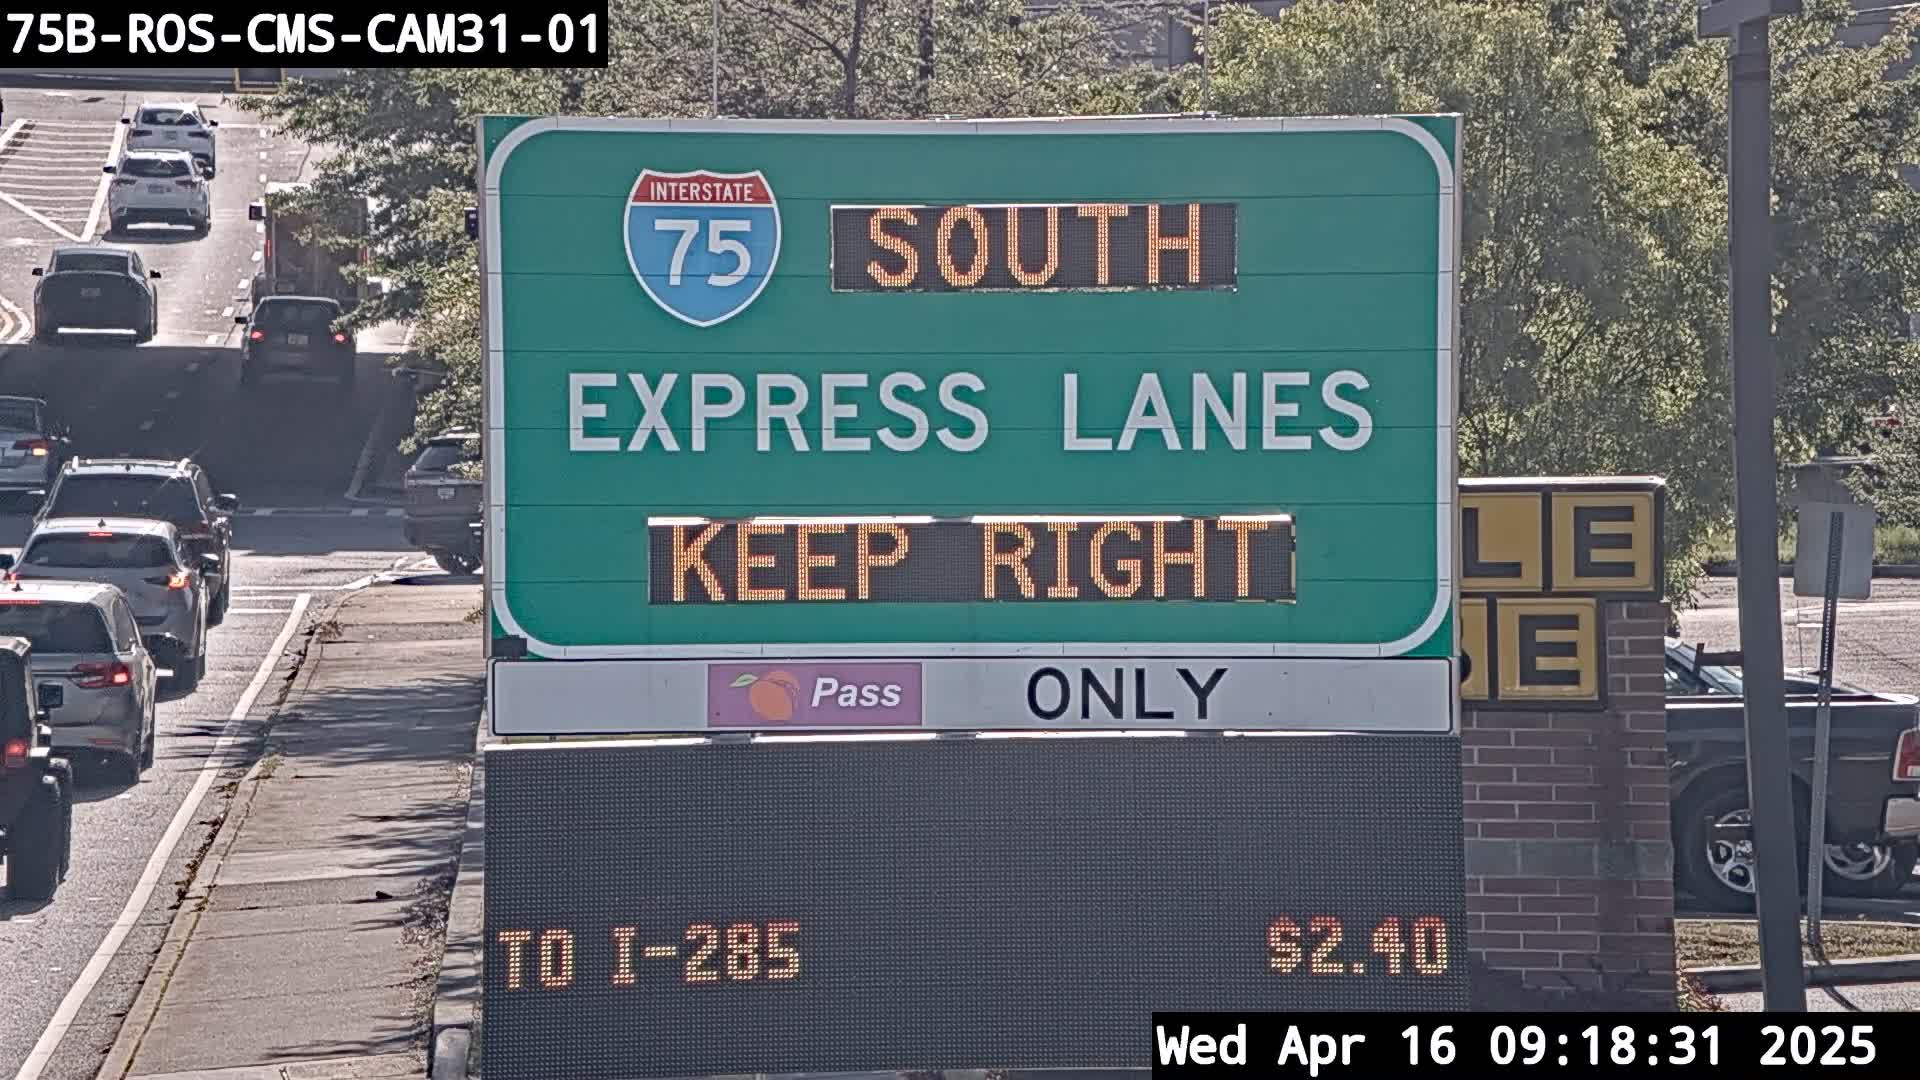 75B-ROS-CMS-CAM31-01
INTERSTATE
75
SOUTH
EXPRESS LANES
KEEP RIGHT
LE
E
Pass ONLY
TO I-285 $2.40
Wed Apr 16 09:18:31 2025